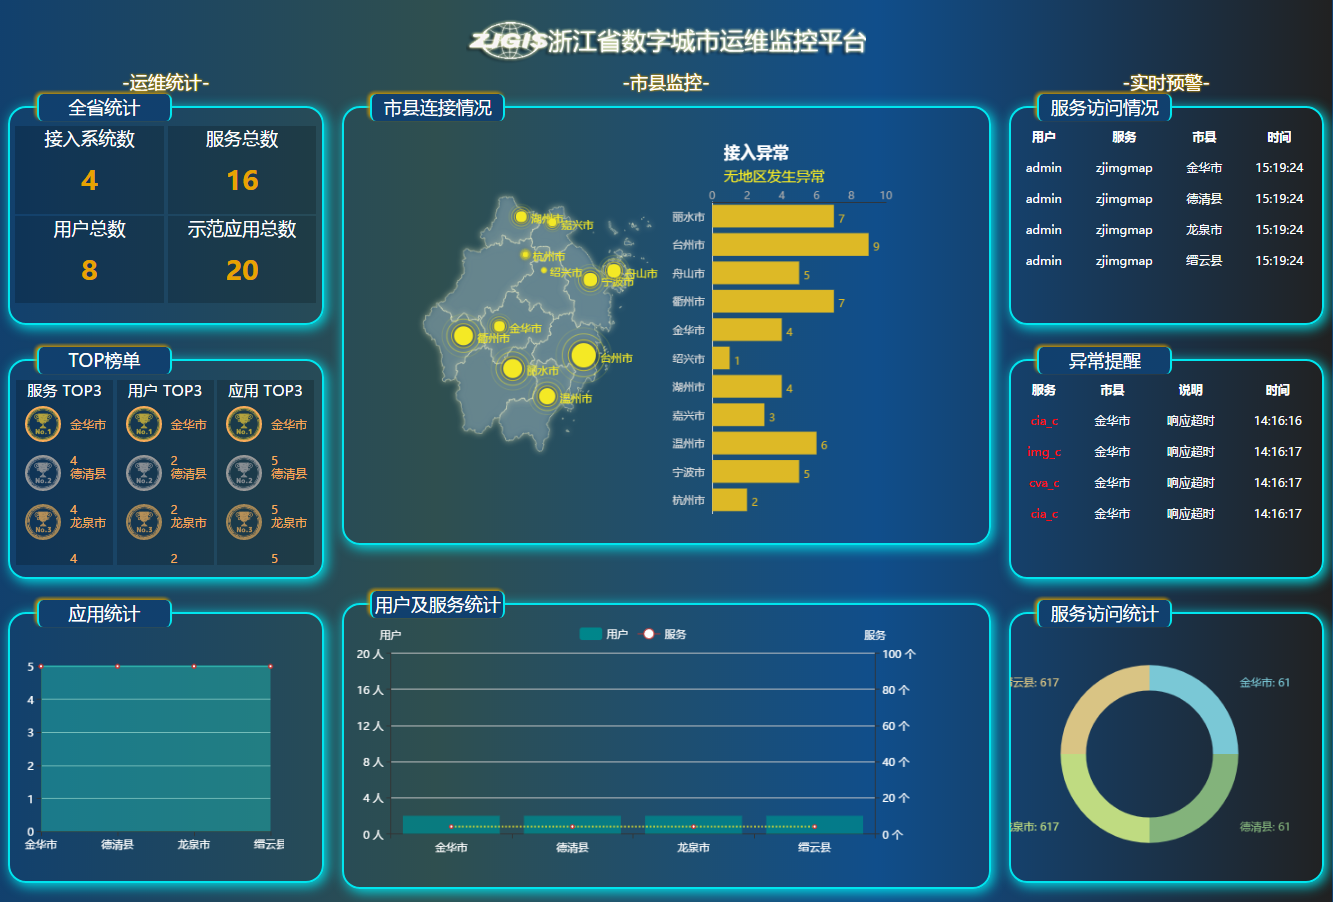 ZJGIS浙江省数字城市运维监控平台
-运维统计-
-市县监控-
-实时预警-
全省统计
接入系统数
服务总数
4
16
用户总数
示范应用总数
8
20
TOP榜单
服务 TOP3
用户 TOP3
应用 TOP3
No.1
金华市
No.1
金华市
No.1
金华市
4
2
5
No.2
德清县
No.2
德清县
No.2
德清县
4
2
5
No.3
龙泉市
No.3
龙泉市
No.3
龙泉市
4
2
5
应用统计
5
4
3
2
1
0
金华市
德清县
龙泉市
缙云县
市县连接情况
接入异常
无地区发生异常
湖州市
嘉兴市
杭州市
绍兴市
舟山市
宁波市
金华市
衢州市
台州市
丽水市
温州市
0 2 4 6 8 10
丽水市 7
台州市 9
舟山市 5
衢州市 7
金华市 4
绍兴市 1
湖州市 4
嘉兴市 3
温州市 6
宁波市 5
杭州市 2
用户及服务统计
用户
用户
服务
服务
20 人
100 个
16 人
80 个
12 人
60 个
8 人
40 个
4 人
20 个
0 人
0 个
金华市
德清县
龙泉市
缙云县
服务访问情况
用户 服务 市县 时间
admin zjimgmap 金华市 15:19:24
admin zjimgmap 德清县 15:19:24
admin zjimgmap 龙泉市 15:19:24
admin zjimgmap 缙云县 15:19:24
异常提醒
服务 市县 说明 时间
cia_c 金华市 响应超时 14:16:16
img_c 金华市 响应超时 14:16:17
cva_c 金华市 响应超时 14:16:17
cia_c 金华市 响应超时 14:16:17
服务访问统计
云县: 617
金华市: 61
泉市: 617
德清县: 61